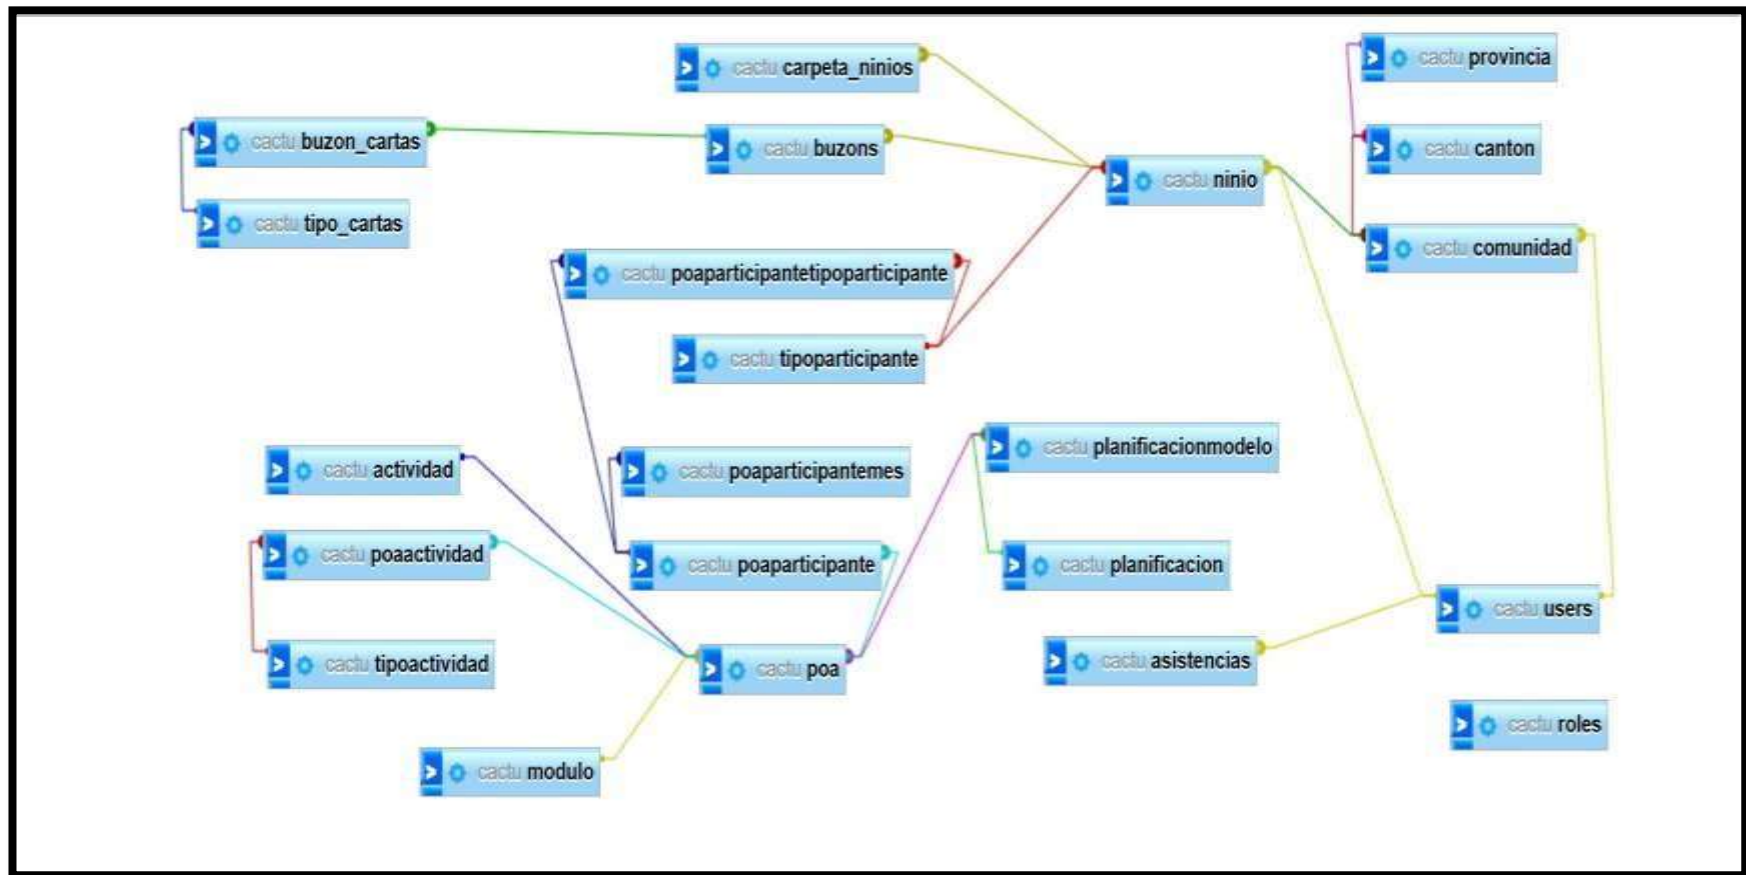 cactu carpeta_ninios
cactu provincia
cactu buzon_cartas
cactu buzons
cactu canton
cactu ninio
cactu tipo_cartas
cactu comunidad
cactu poaparticipantetipoparticipante
cactu tipoparticipante
cactu actividad
cactu poaparticipantemes
cactu planificacionmodelo
cactu poaactividad
cactu poaparticipante
cactu planificacion
cactu users
cactu tipoactividad
cactu poa
cactu asistencias
cactu roles
cactu modulo